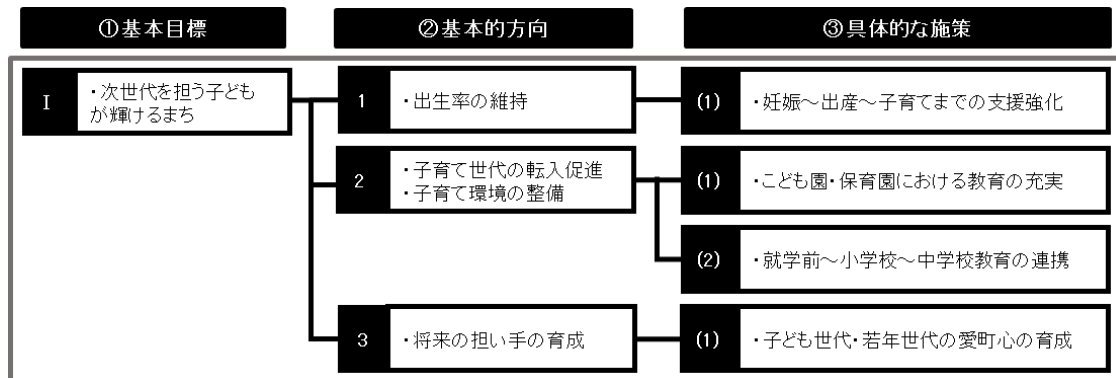 ①基本目標
②基本的方向
③具体的な施策
Ⅰ
・次世代を担う子ども
が輝けるまち
1
・出生率の維持
(1)
・妊娠～出産～子育てまでの支援強化
2
・子育て世代の転入促進
・子育て環境の整備
(1)
・こども園・保育園における教育の充実
(2)
・就学前～小学校～中学校教育の連携
3
・将来の担い手の育成
(1)
・子ども世代・若年世代の愛町心の育成